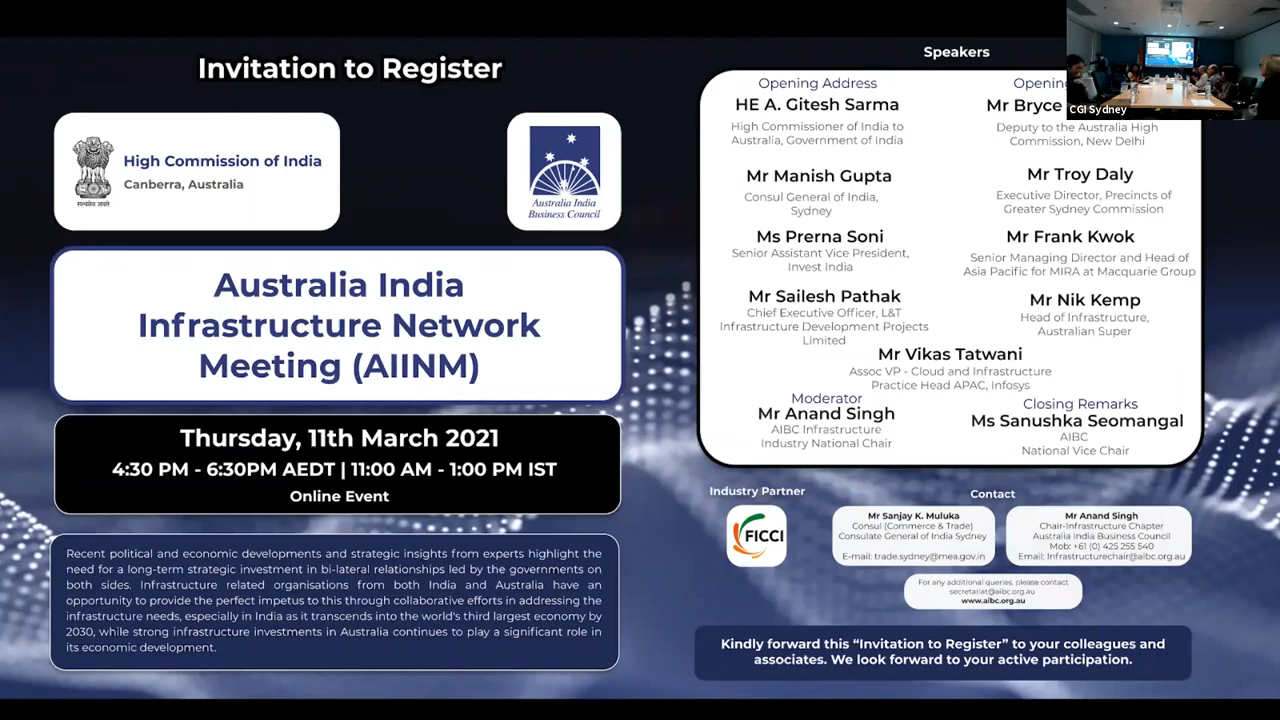 Invitation to Register
High Commission of India
Canberra, Australia
सत्यमेव जयते
Australia India
Business Council
Australia India
Infrastructure Network
Meeting (AIINM)
Thursday, 11th March 2021
4:30 PM - 6:30PM AEDT | 11:00 AM - 1:00 PM IST
Online Event
Recent political and economic developments and strategic insights from experts highlight the
need for a long-term strategic investment in bi-lateral relationships led by the governments on
both sides. Infrastructure related organisations from both India and Australia have an
opportunity to provide the perfect impetus to this through collaborative efforts in addressing the
infrastructure needs, especially in India as it transcends into the world's third largest economy by
2030, while strong infrastructure investments in Australia continues to play a significant role in
its economic development.
Speakers
Opening Address
HE A. Gitesh Sarma
High Commissioner of India to
Australia, Government of India
Mr Bryce
Deputy to the Australia High
Commission, New Delhi
Mr Manish Gupta
Consul General of India,
Sydney
Mr Troy Daly
Executive Director, Precincts of
Greater Sydney Commission
Ms Prerna Soni
Senior Assistant Vice President,
Invest India
Mr Frank Kwok
Senior Managing Director and Head of
Asia Pacific for MIRA at Macquarie Group
Mr Sailesh Pathak
Chief Executive Officer, L&T
Infrastructure Development Projects
Limited
Mr Nik Kemp
Head of Infrastructure,
Australian Super
Mr Vikas Tatwani
Assoc VP - Cloud and Infrastructure
Practice Head APAC, Infosys
Moderator
Mr Anand Singh
AIBC Infrastructure
Industry National Chair
Closing Remarks
Ms Sanushka Seomangal
AIBC
National Vice Chair
Industry Partner
FICCI
Contact
Mr Sanjay K. Muluka
Consul (Commerce & Trade)
Consulate General of India Sydney
E-mail: trade.sydney@mea.gov.in
Mr Anand Singh
Chair-Infrastructure Chapter
Australia India Business Council
Mob: +61 (0) 425 255 540
Email: Infrastructurechair@aibc.org.au
For any additional queries, please contact
secretariat@aibc.org.au
www.aibc.org.au
Kindly forward this “Invitation to Register” to your colleagues and
associates. We look forward to your active participation.
CGI Sydney